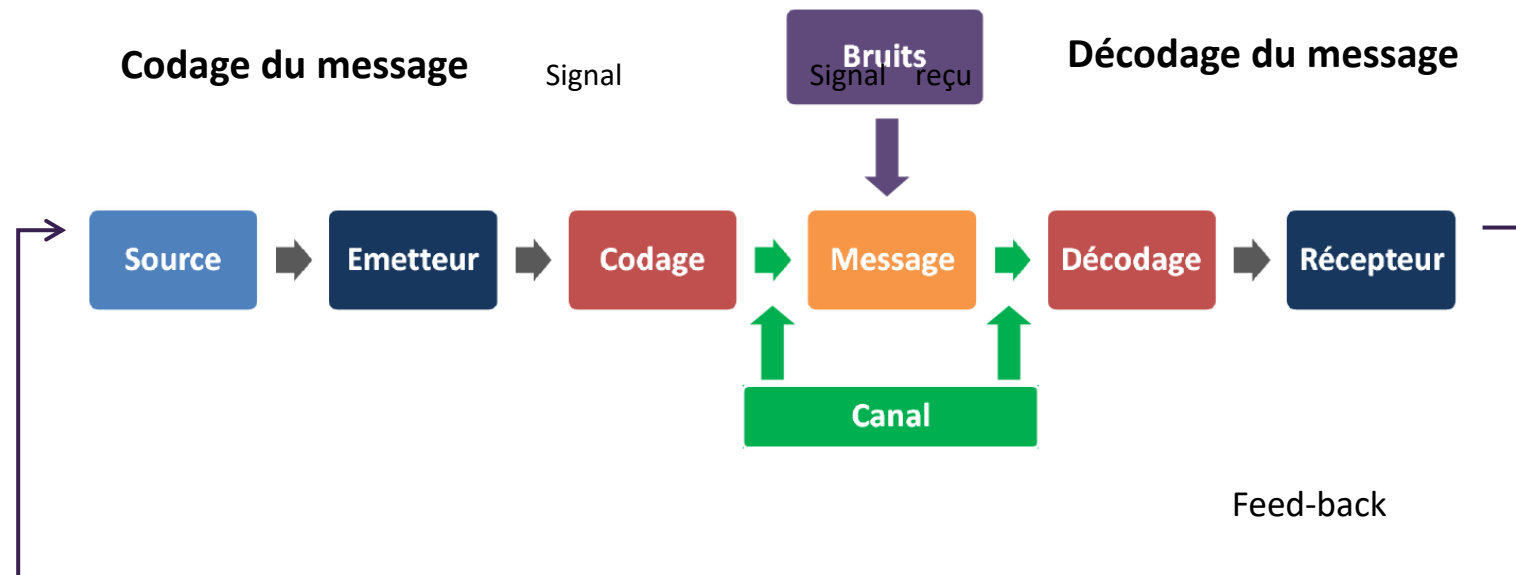 Codage du message
Signal
Bruits
Signal reçu
Décodage du message
Source
Emetteur
Codage
Message
Décodage
Récepteur
Canal
Feed-back